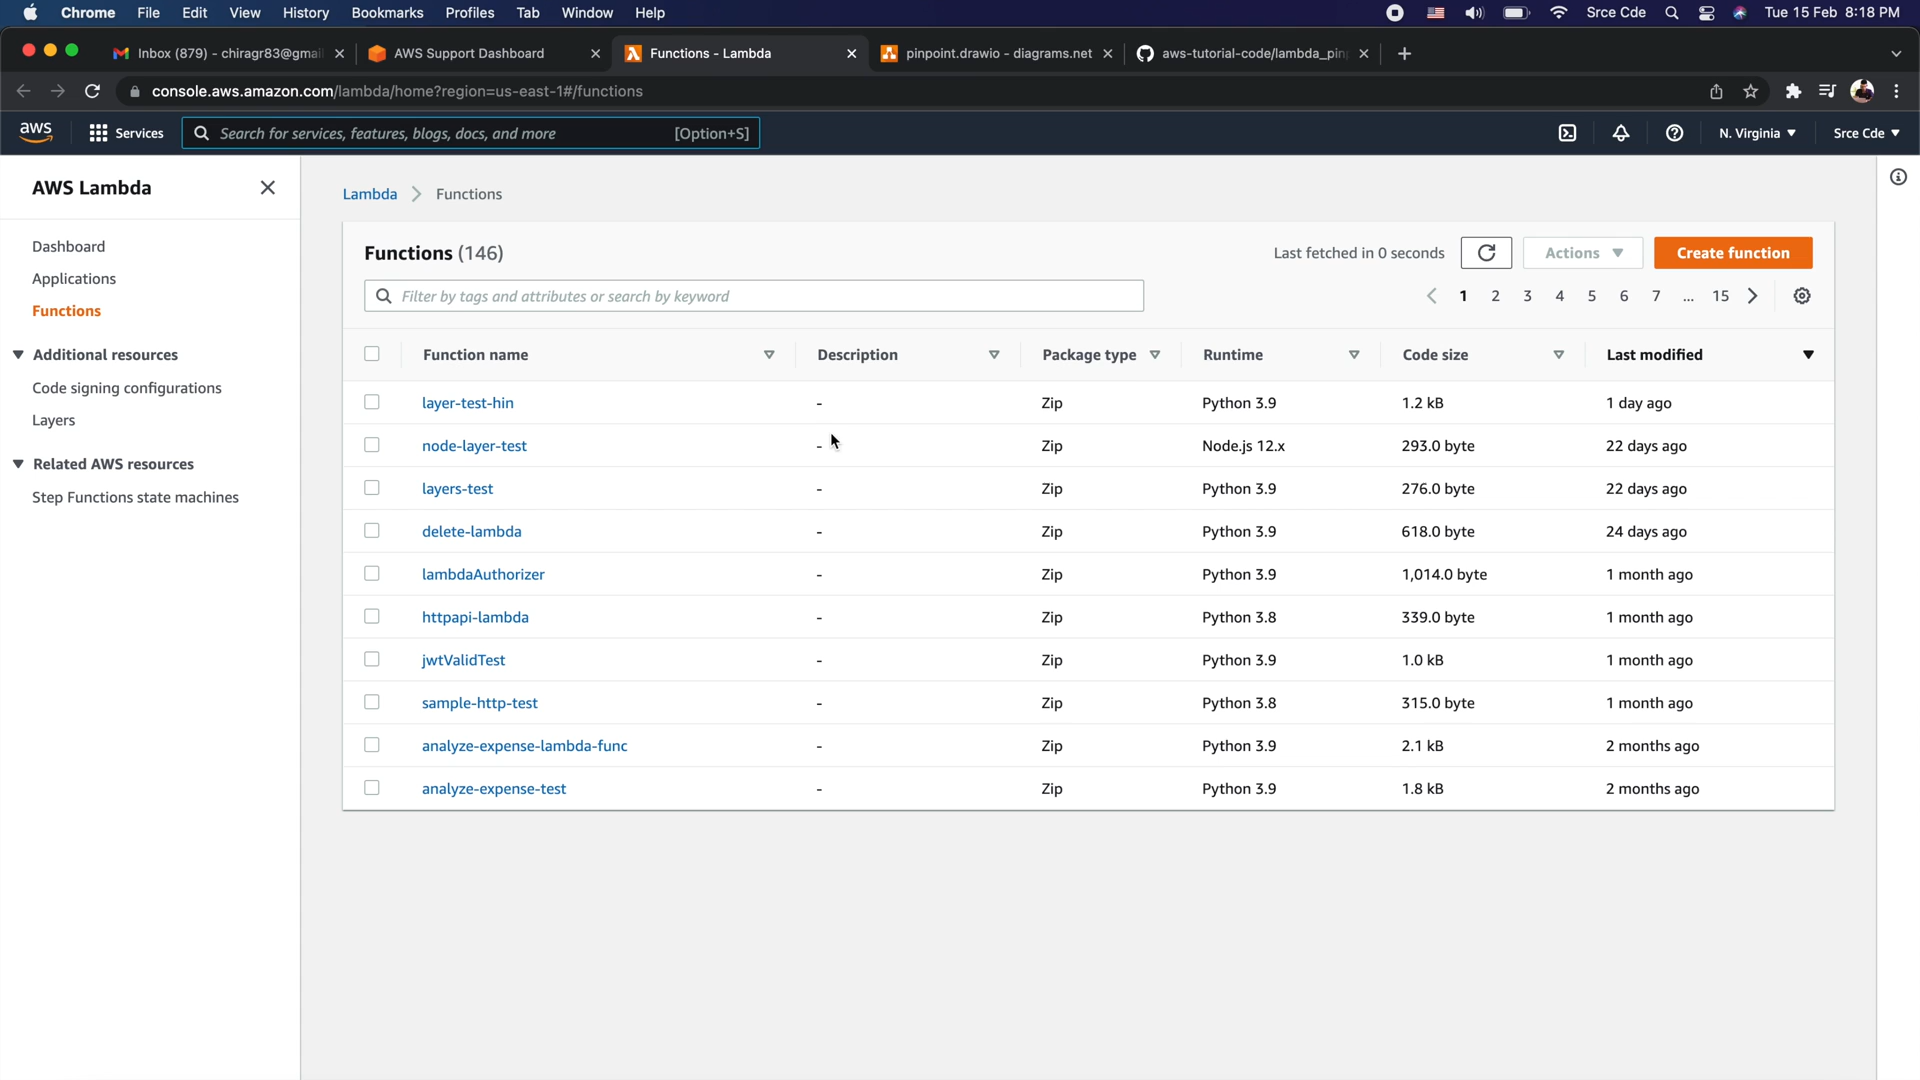 Chrome File Edit View History Bookmarks Profiles Tab Window Help Srce Cde Tue 15 Feb 8:18 PM
Inbox (879) - chiragr83@gmai AWS Support Dashboard Functions - Lambda pinpoint.drawio - diagrams.net aws-tutorial-code/lambda_pin
console.aws.amazon.com/lambda/home?region=us-east-1#/functions
aws Services Search for services, features, blogs, docs, and more [Option+S] N. Virginia Srce Cde
AWS Lambda
Dashboard
Applications
Functions
Additional resources
Code signing configurations
Layers
Related AWS resources
Step Functions state machines
Lambda > Functions
Functions (146) Last fetched in 0 seconds Actions Create function
Filter by tags and attributes or search by keyword 1 2 3 4 5 6 7 ... 15
Function name Description Package type Runtime Code size Last modified
layer-test-hin - Zip Python 3.9 1.2 kB 1 day ago
node-layer-test - Zip Node.js 12.x 293.0 byte 22 days ago
layers-test - Zip Python 3.9 276.0 byte 22 days ago
delete-lambda - Zip Python 3.9 618.0 byte 24 days ago
lambdaAuthorizer - Zip Python 3.9 1,014.0 byte 1 month ago
httpapi-lambda - Zip Python 3.8 339.0 byte 1 month ago
jwtValidTest - Zip Python 3.9 1.0 kB 1 month ago
sample-http-test - Zip Python 3.8 315.0 byte 1 month ago
analyze-expense-lambda-func - Zip Python 3.9 2.1 kB 2 months ago
analyze-expense-test - Zip Python 3.9 1.8 kB 2 months ago